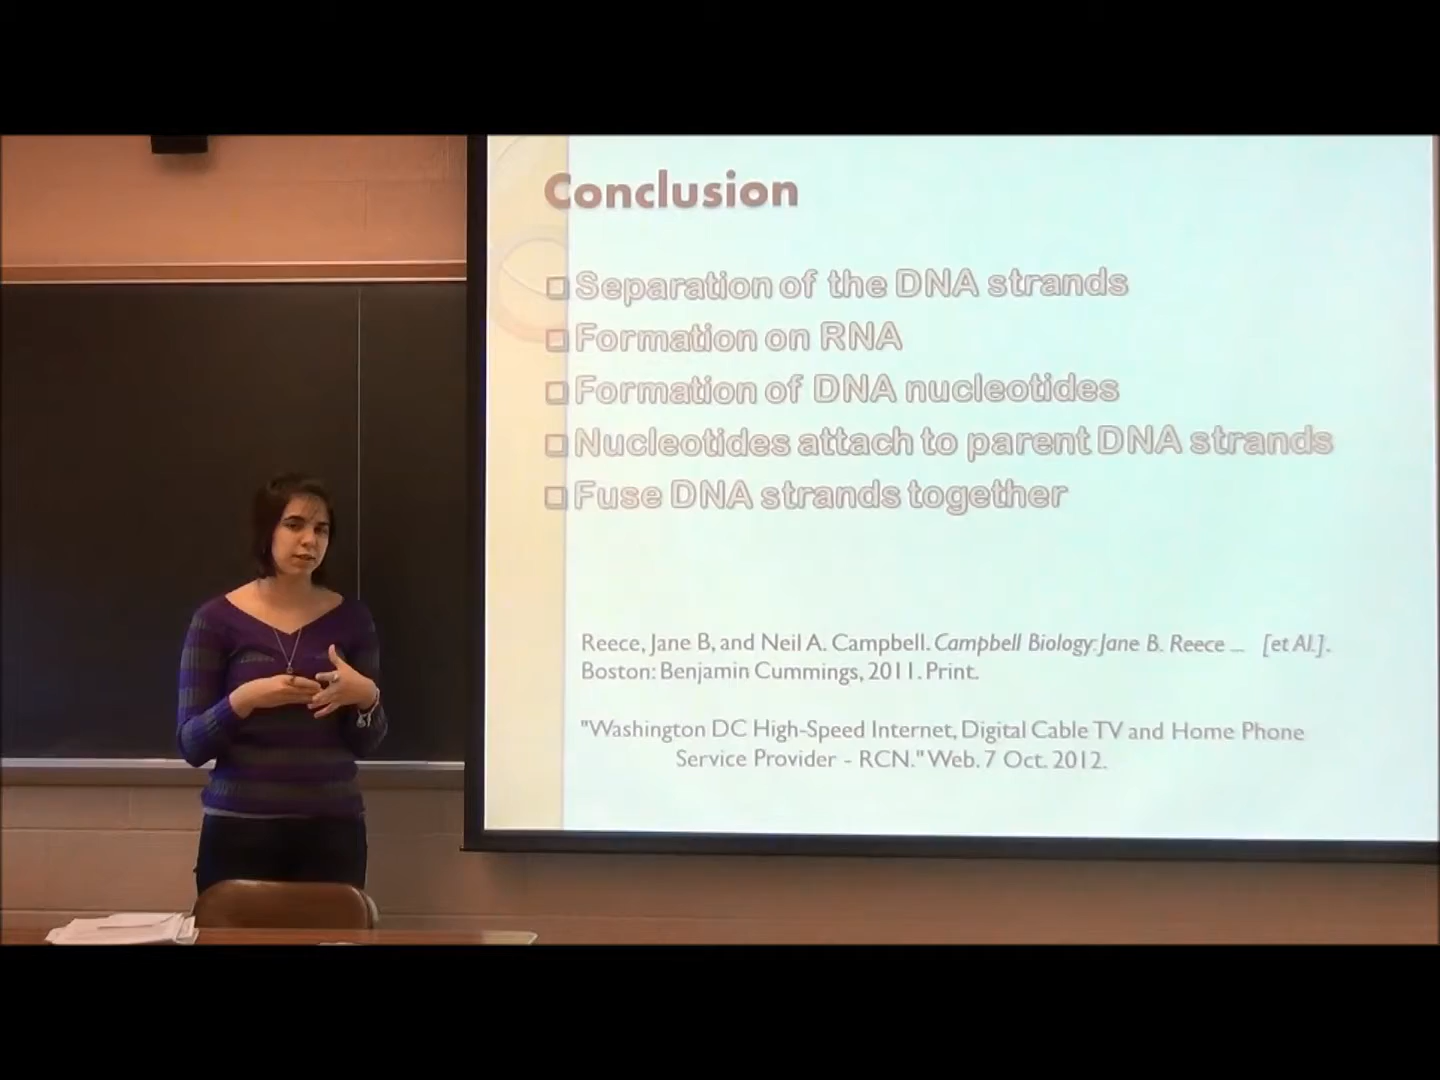 Conclusion
Separation of the DNA strands
Formation on RNA
Formation of DNA nucleotides
Nucleotides attach to parent DNA strands
Fuse DNA strands together
Reece, Jane B, and Neil A. Campbell. Campbell Biology: Jane B. Reece ... [et Al.].
Boston: Benjamin Cummings, 2011. Print.
"Washington DC High-Speed Internet, Digital Cable TV and Home Phone
Service Provider - RCN." Web. 7 Oct. 2012.